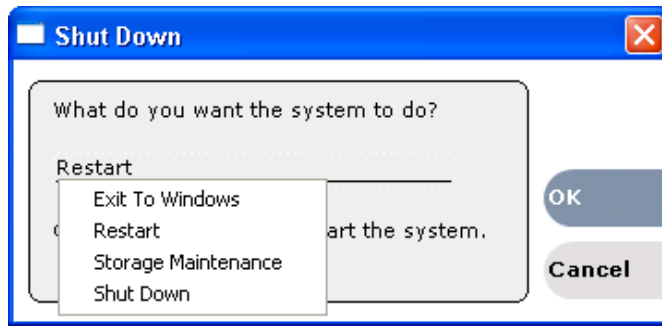 Shut Down
What do you want the system to do?
Restart
Exit To Windows
Restart
art the system.
Storage Maintenance
Shut Down
OK
Cancel